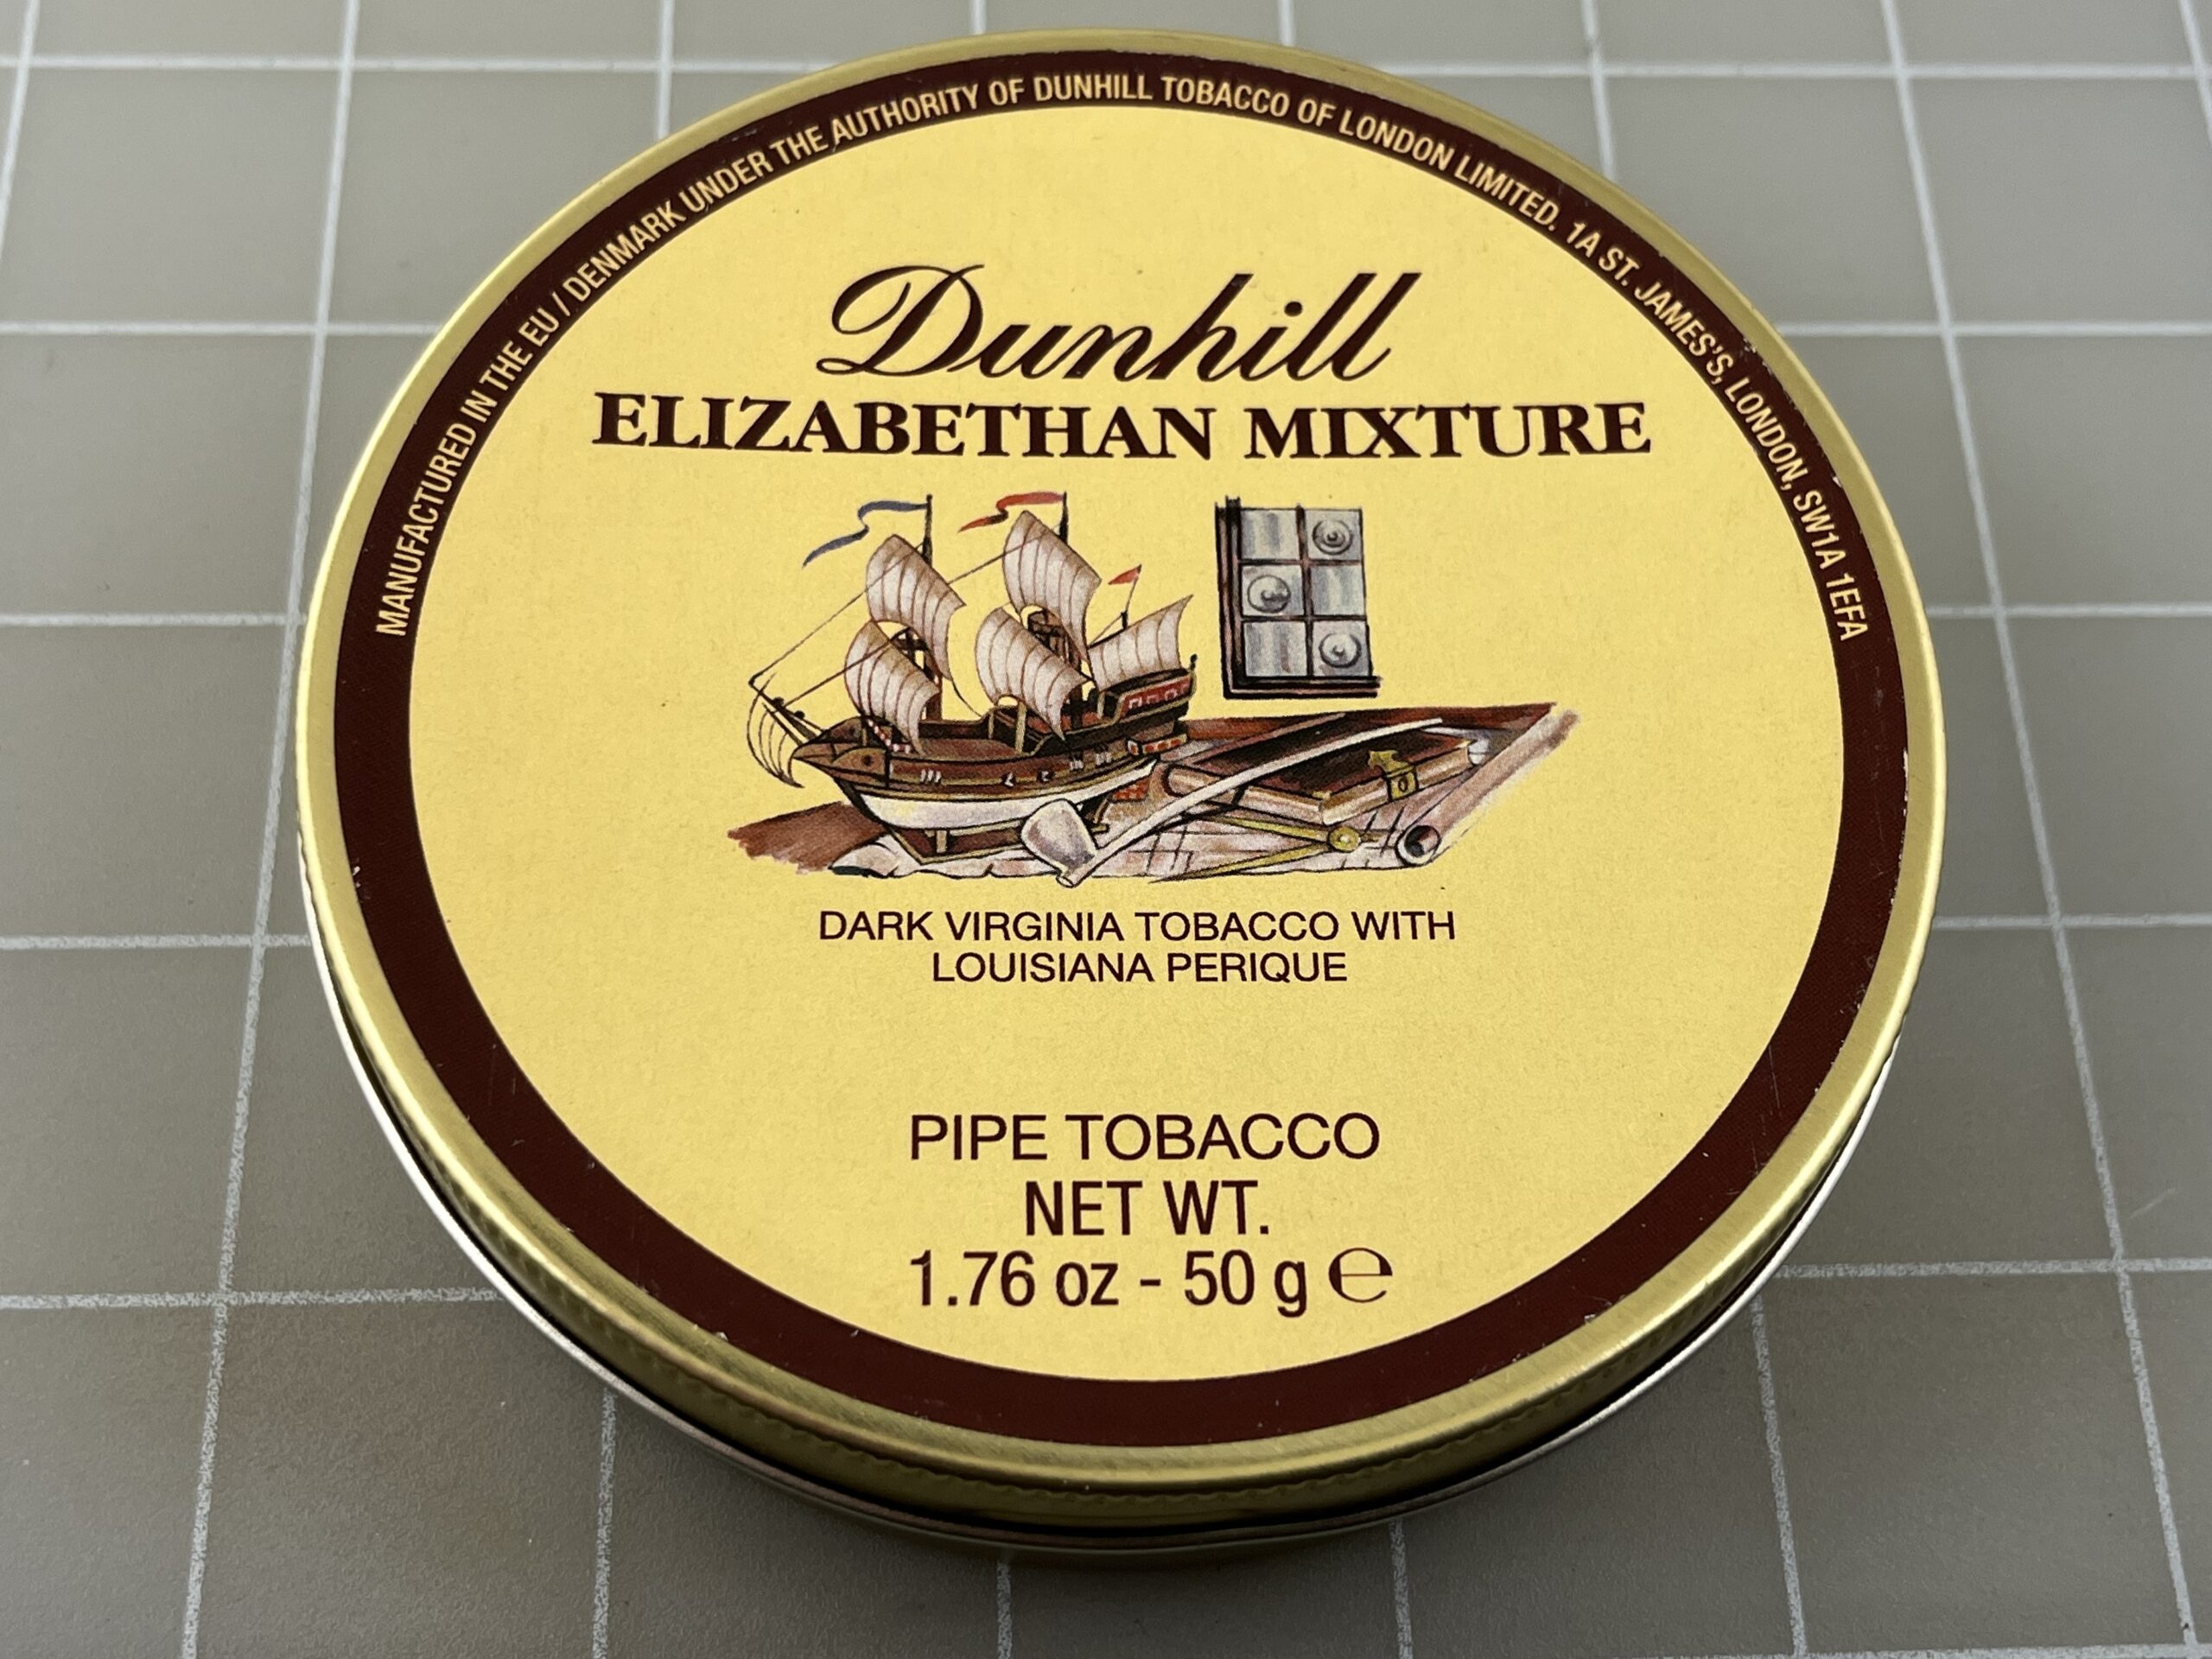 MANUFACTURED IN THE EU / DENMARK UNDER THE AUTHORITY OF DUNHILL TOBACCO OF LONDON LIMITED. 1A ST. JAMES'S, LONDON, SW1A 1EFA
Dunhill
ELIZABETHAN MIXTURE
DARK VIRGINIA TOBACCO WITH
LOUISIANA PERIQUE
PIPE TOBACCO
NET WT.
1.76 oz - 50 g ℮